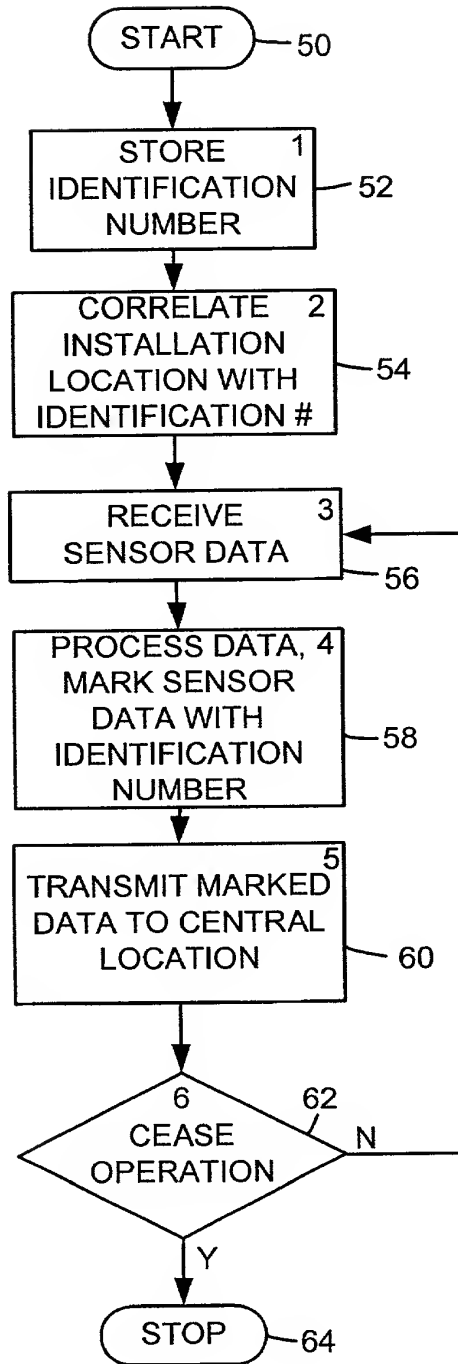 START
50
1
STORE
IDENTIFICATION
NUMBER
52
2
CORRELATE
INSTALLATION
LOCATION WITH
IDENTIFICATION #
54
3
RECEIVE
SENSOR DATA
56
4
PROCESS DATA,
MARK SENSOR
DATA WITH
IDENTIFICATION
NUMBER
58
5
TRANSMIT MARKED
DATA TO CENTRAL
LOCATION
60
6
62
CEASE
OPERATION
N
Y
STOP
64